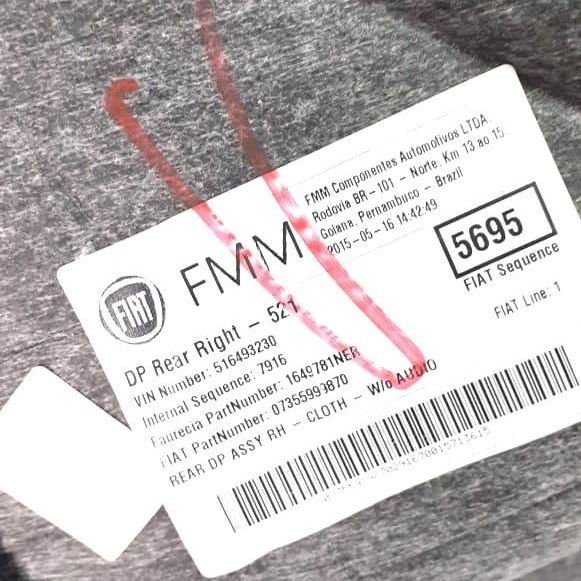 FMM Componentes Automotivos LTDA.
Rodovia BR-101 - Norte, Km 13 ao 15.
Goiana, Pernambuco - Brazil
2015-05-16 14:42:49
FIAT
FMM
5695
FIAT Sequence
DP Rear Right - 521
FIAT Line: 1
VIN Number: 516493230
Internal Sequence: 7916
Faurecia PartNumber: 1649781NER
FIAT PartNumber: 07355999870
REAR DP ASSY RH - CLOTH - W/o AUDIO